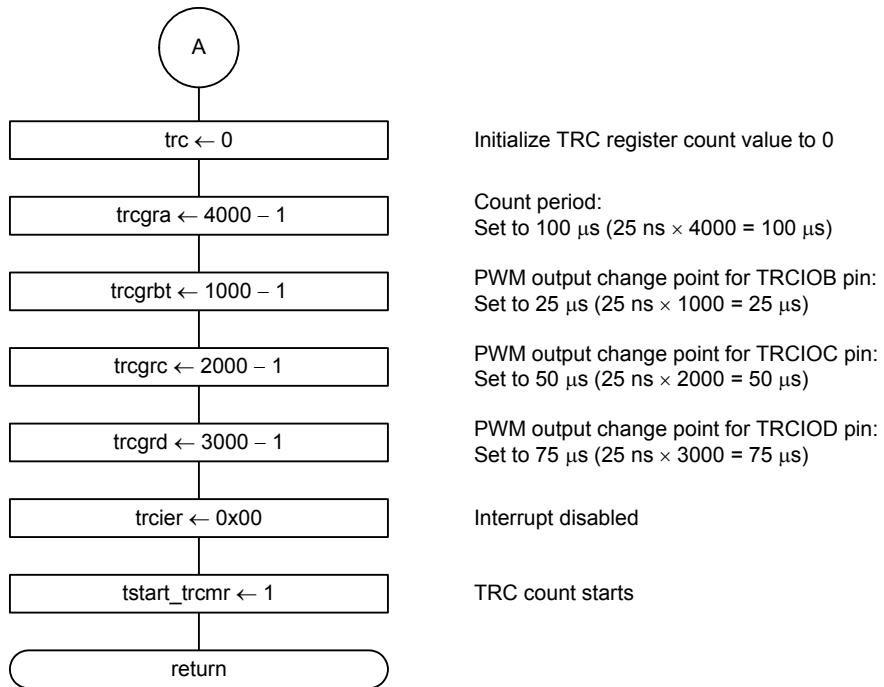 A
trc ← 0
Initialize TRC register count value to 0
trcgra ← 4000 – 1
Count period:
Set to 100 μs (25 ns × 4000 = 100 μs)
trcgrbt ← 1000 – 1
PWM output change point for TRCIOB pin:
Set to 25 μs (25 ns × 1000 = 25 μs)
trcgrc ← 2000 – 1
PWM output change point for TRCIOC pin:
Set to 50 μs (25 ns × 2000 = 50 μs)
trcgrd ← 3000 – 1
PWM output change point for TRCIOD pin:
Set to 75 μs (25 ns × 3000 = 75 μs)
trcier ← 0x00
Interrupt disabled
tstart_trcmr ← 1
TRC count starts
return